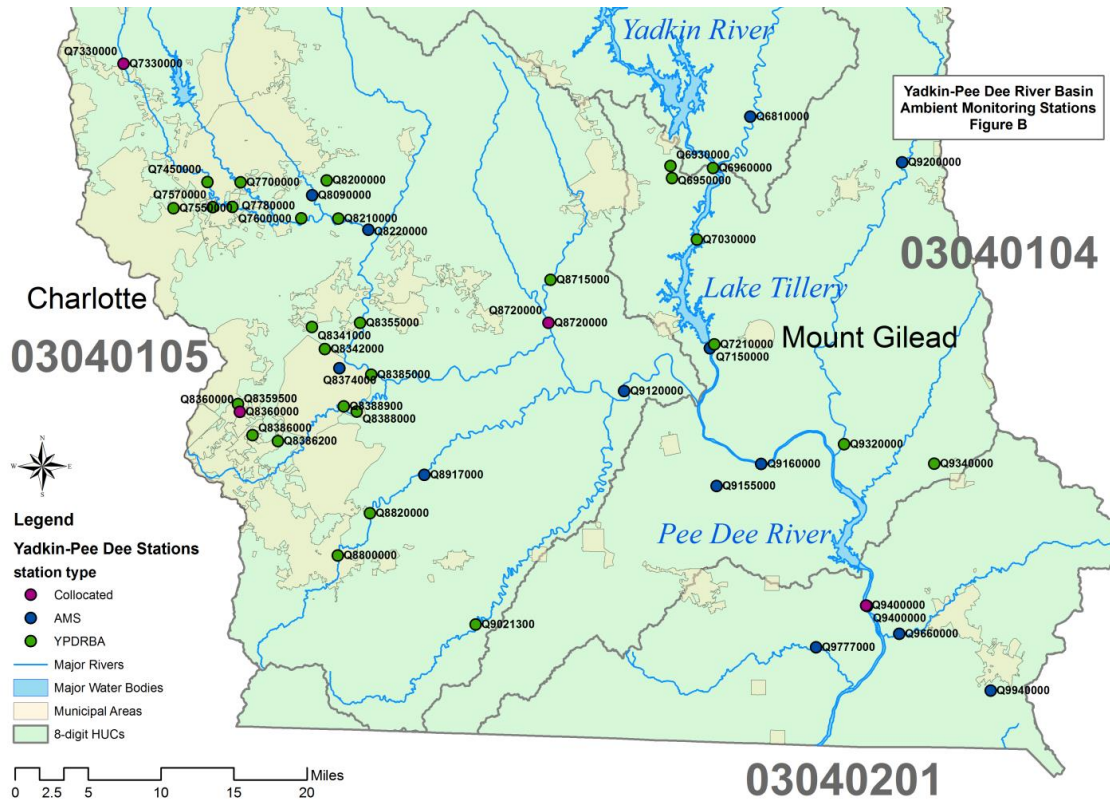 Yadkin River
Yadkin-Pee Dee River Basin
Ambient Monitoring Stations
Figure B
Q7330000
Q7330000
Q6810000
Q9200000
Q6930000
Q6960000
Q6950000
Q7450000
Q7700000
Q8200000
Q8090000
Q7570000
Q7550000
Q7780000
Q7600000
Q8210000
Q8220000
Q7030000
03040104
Q8715000
Lake Tillery
Charlotte
Q8720000
Q8720000
Q8355000
Q8341000
Q8342000
Mount Gilead
Q7210000
Q7150000
03040105
Q8374000
Q8385000
Q9120000
Q8360000
Q8359500
Q8360000
Q8388900
Q8388000
Q8386000
Q8386200
Q9320000
Q9340000
Q9160000
Q9155000
N
W
E
S
Q8917000
Q8820000
Pee Dee River
Q8800000
Q9400000
Q9400000
Q9021300
Q9660000
Q9777000
Q9940000
Legend
Yadkin-Pee Dee Stations
station type
Collocated
AMS
YPDRBA
Major Rivers
Major Water Bodies
Municipal Areas
8-digit HUCs
Miles
0 2.5 5 10 15 20
03040201